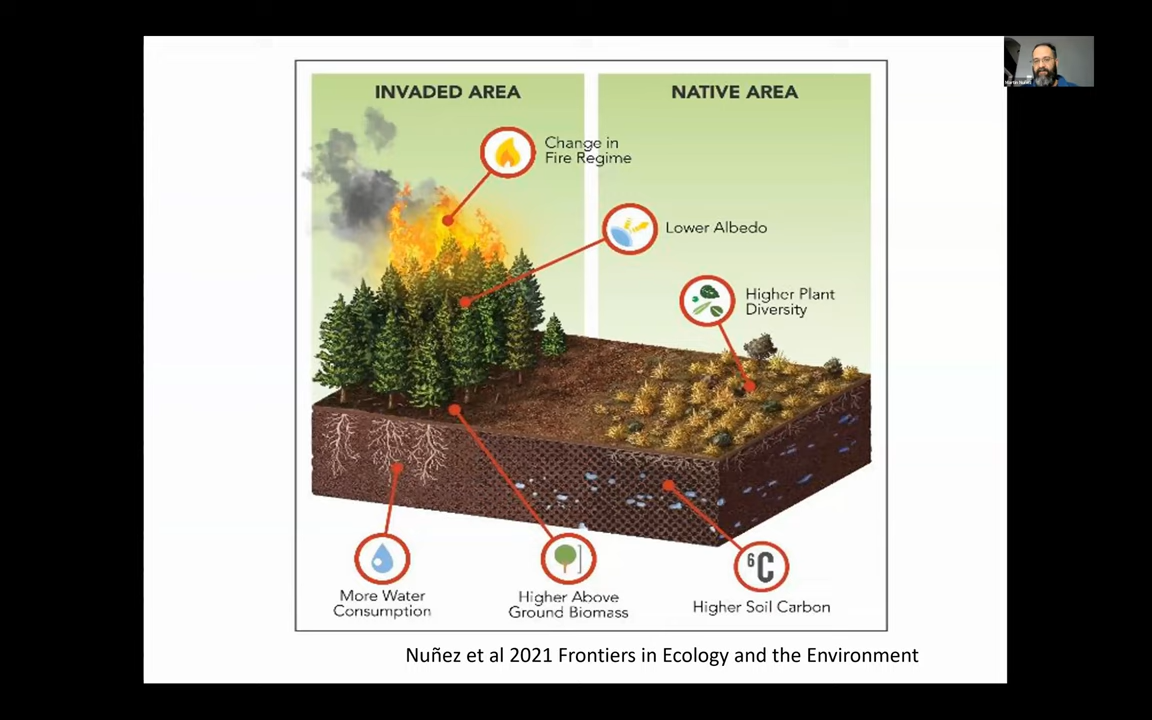 INVADED AREA
NATIVE AREA
Change in
Fire Regime
Lower Albedo
Higher Plant
Diversity
More Water
Consumption
Higher Above
Ground Biomass
6C
Higher Soil Carbon
Nuñez et al 2021 Frontiers in Ecology and the Environment